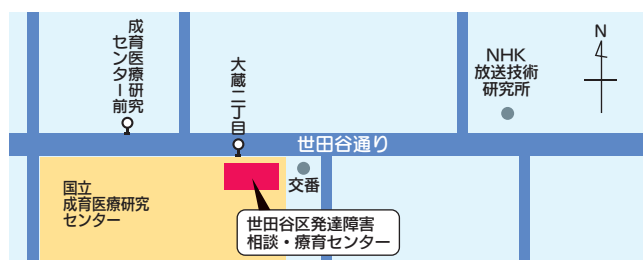 成育医療研究
センター前
大蔵二丁目
NHK
放送技術
研究所
N
世田谷通り
交番
国立
成育医療研究
センター
世田谷区発達障害
相談・療育センター